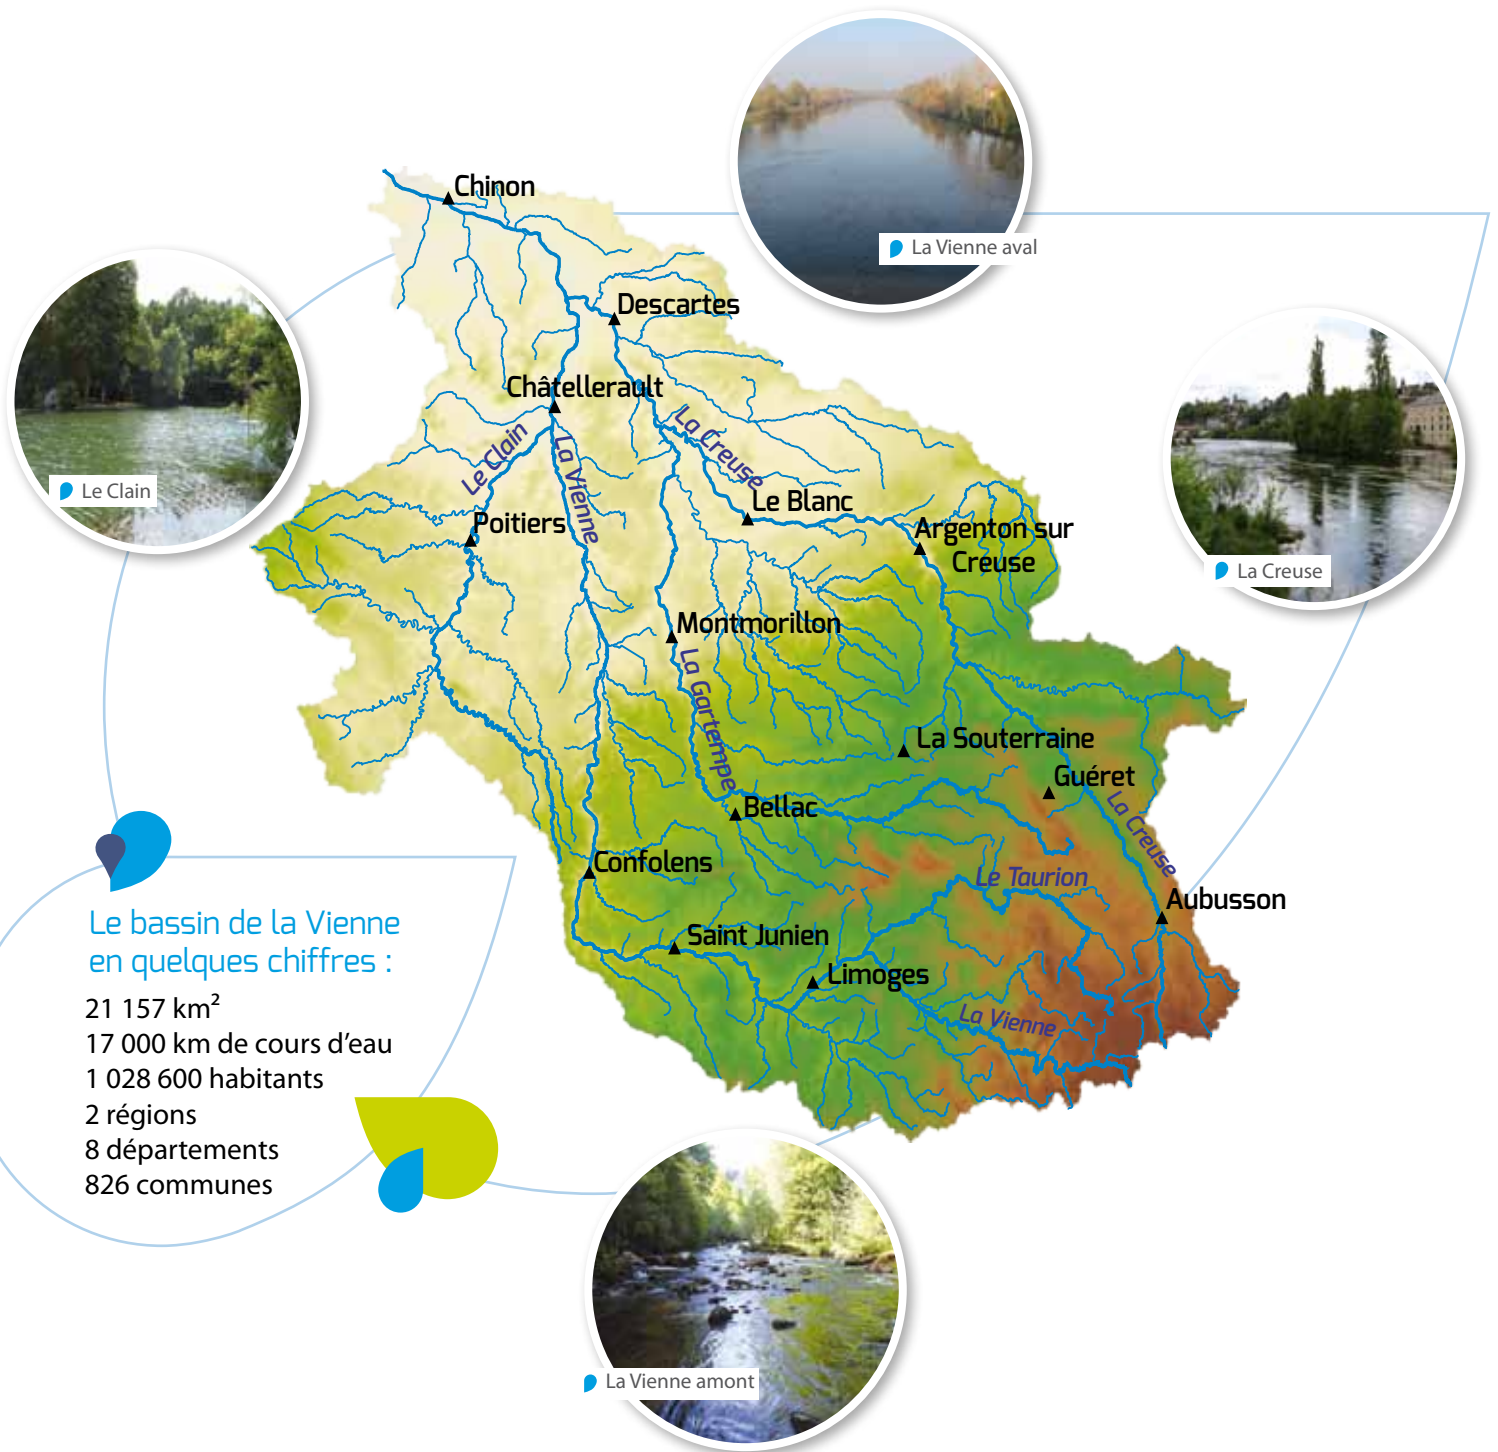 Chinon
La Vienne aval
Descartes
Châtellerault
La Creuse
Le Clain
La Vienne
Le Clain
Le Blanc
Poitiers
Argenton sur
Creuse
La Creuse
Montmorillon
La Gartempe
La Souterraine
Guéret
La Creuse
Bellac
Confolens
Le Taurion
Aubusson
Saint Junien
Limoges
La Vienne
Le bassin de la Vienne
en quelques chiffres :
21 157 km²
17 000 km de cours d'eau
1 028 600 habitants
2 régions
8 départements
826 communes
La Vienne amont